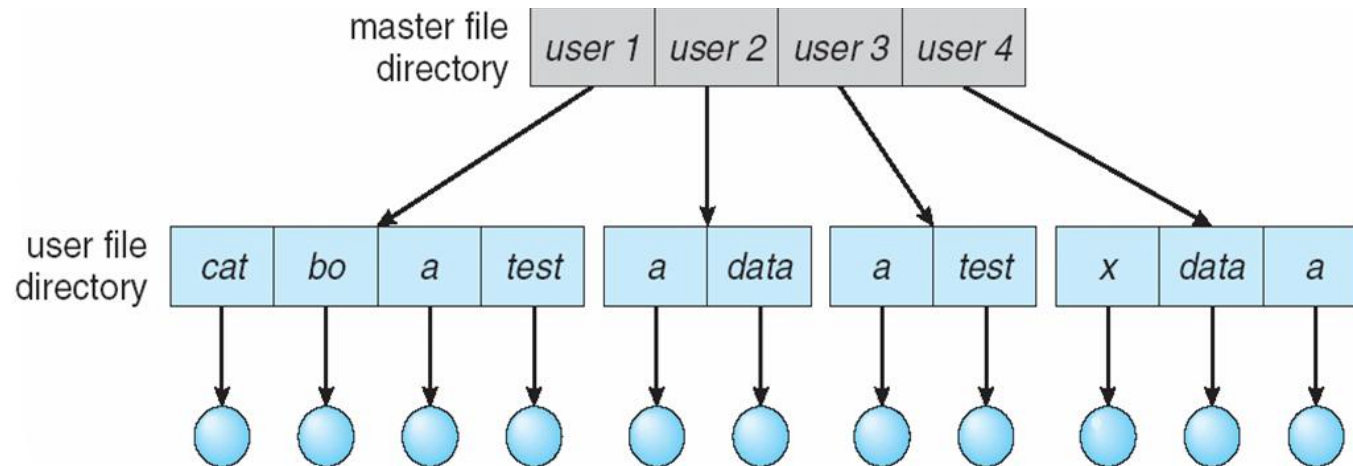 master file directory
user 1 user 2 user 3 user 4
user file directory
cat bo a test a data a test x data a